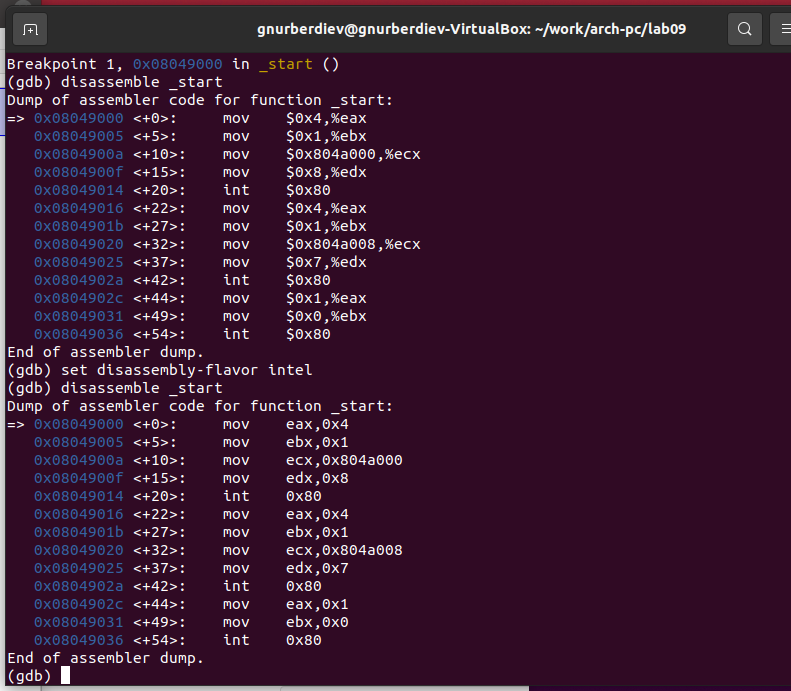 gnurberdiev@gnurberdiev-VirtualBox: ~/work/arch-pc/lab09
Breakpoint 1, 0x08049000 in _start ()
(gdb) disassemble _start
Dump of assembler code for function _start:
=> 0x08049000 <+0>:     mov    $0x4,%eax
   0x08049005 <+5>:     mov    $0x1,%ebx
   0x0804900a <+10>:    mov    $0x804a000,%ecx
   0x0804900f <+15>:    mov    $0x8,%edx
   0x08049014 <+20>:    int    $0x80
   0x08049016 <+22>:    mov    $0x4,%eax
   0x0804901b <+27>:    mov    $0x1,%ebx
   0x08049020 <+32>:    mov    $0x804a008,%ecx
   0x08049025 <+37>:    mov    $0x7,%edx
   0x0804902a <+42>:    int    $0x80
   0x0804902c <+44>:    mov    $0x1,%eax
   0x08049031 <+49>:    mov    $0x0,%ebx
   0x08049036 <+54>:    int    $0x80
End of assembler dump.
(gdb) set disassembly-flavor intel
(gdb) disassemble _start
Dump of assembler code for function _start:
=> 0x08049000 <+0>:     mov    eax,0x4
   0x08049005 <+5>:     mov    ebx,0x1
   0x0804900a <+10>:    mov    ecx,0x804a000
   0x0804900f <+15>:    mov    edx,0x8
   0x08049014 <+20>:    int    0x80
   0x08049016 <+22>:    mov    eax,0x4
   0x0804901b <+27>:    mov    ebx,0x1
   0x08049020 <+32>:    mov    ecx,0x804a008
   0x08049025 <+37>:    mov    edx,0x7
   0x0804902a <+42>:    int    0x80
   0x0804902c <+44>:    mov    eax,0x1
   0x08049031 <+49>:    mov    ebx,0x0
   0x08049036 <+54>:    int    0x80
End of assembler dump.
(gdb)